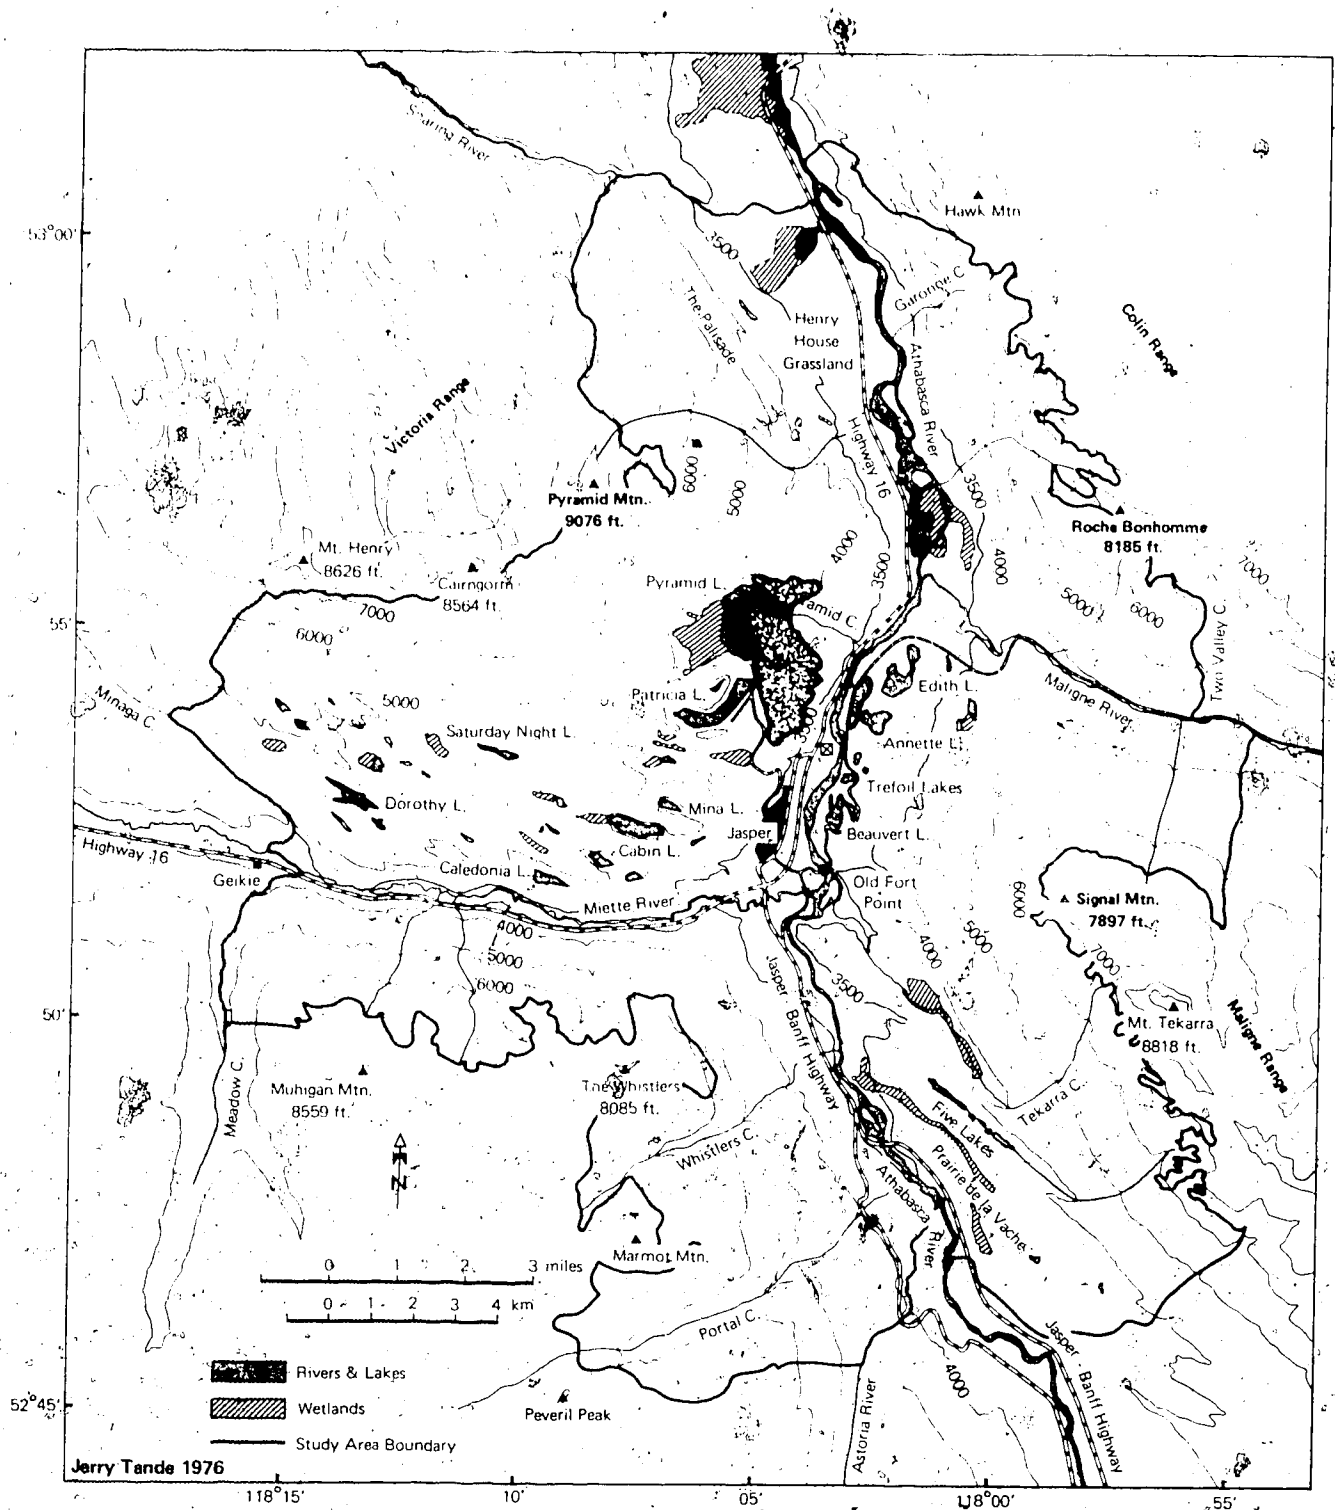 Snaring River
Hawk Mtn
53°00'
3500
Garonne C.
Colin Range
The Palisade
Henry
House
Grassland
Athabasca River
Victoria Range
Highway 16
6000
5000
3500
Pyramid Mtn.
9076 ft.
Roche Bonhomme
8185 ft.
4000
3500
4000
7000
Mt. Henry
8626 ft.
Cairngorm
8564 ft.
Pyramid L.
5000
6000
7000
6000
55'
Two Valley C.
Patricia L.
Edith L.
Maligne River
Minaga C.
5000
Saturday Night L.
3500
Annette L.
Dorothy L.
Mina L.
Trefoil Lakes
Jasper
Beauvert L.
Highway 16
Cabin L.
Geikie
Caledonia L.
Miette River
Old Fort
Point
6000
Signal Mtn.
7897 ft.
4000
5000
6000
4000
5000
7000
3500
50'
Jasper Banff Highway
Mt. Tekarra
8818 ft.
Maligne Range
Meadow C.
Muhigan Mtn.
8559 ft.
The Whistlers
8085 ft.
Five Lakes
Tekarra C.
N
Whistlers C.
Prairie de la Vache
Athabasca River
Marmot Mtn.
0 1 2 3 miles
0 1 2 3 4 km
Portal C.
Jasper - Banff Highway
Rivers & Lakes
4000
52°45'
Wetlands
Peveril Peak
Study Area Boundary
Astoria River
Jerry Tande 1976
118°15' 10' 05' 118°00' 55'